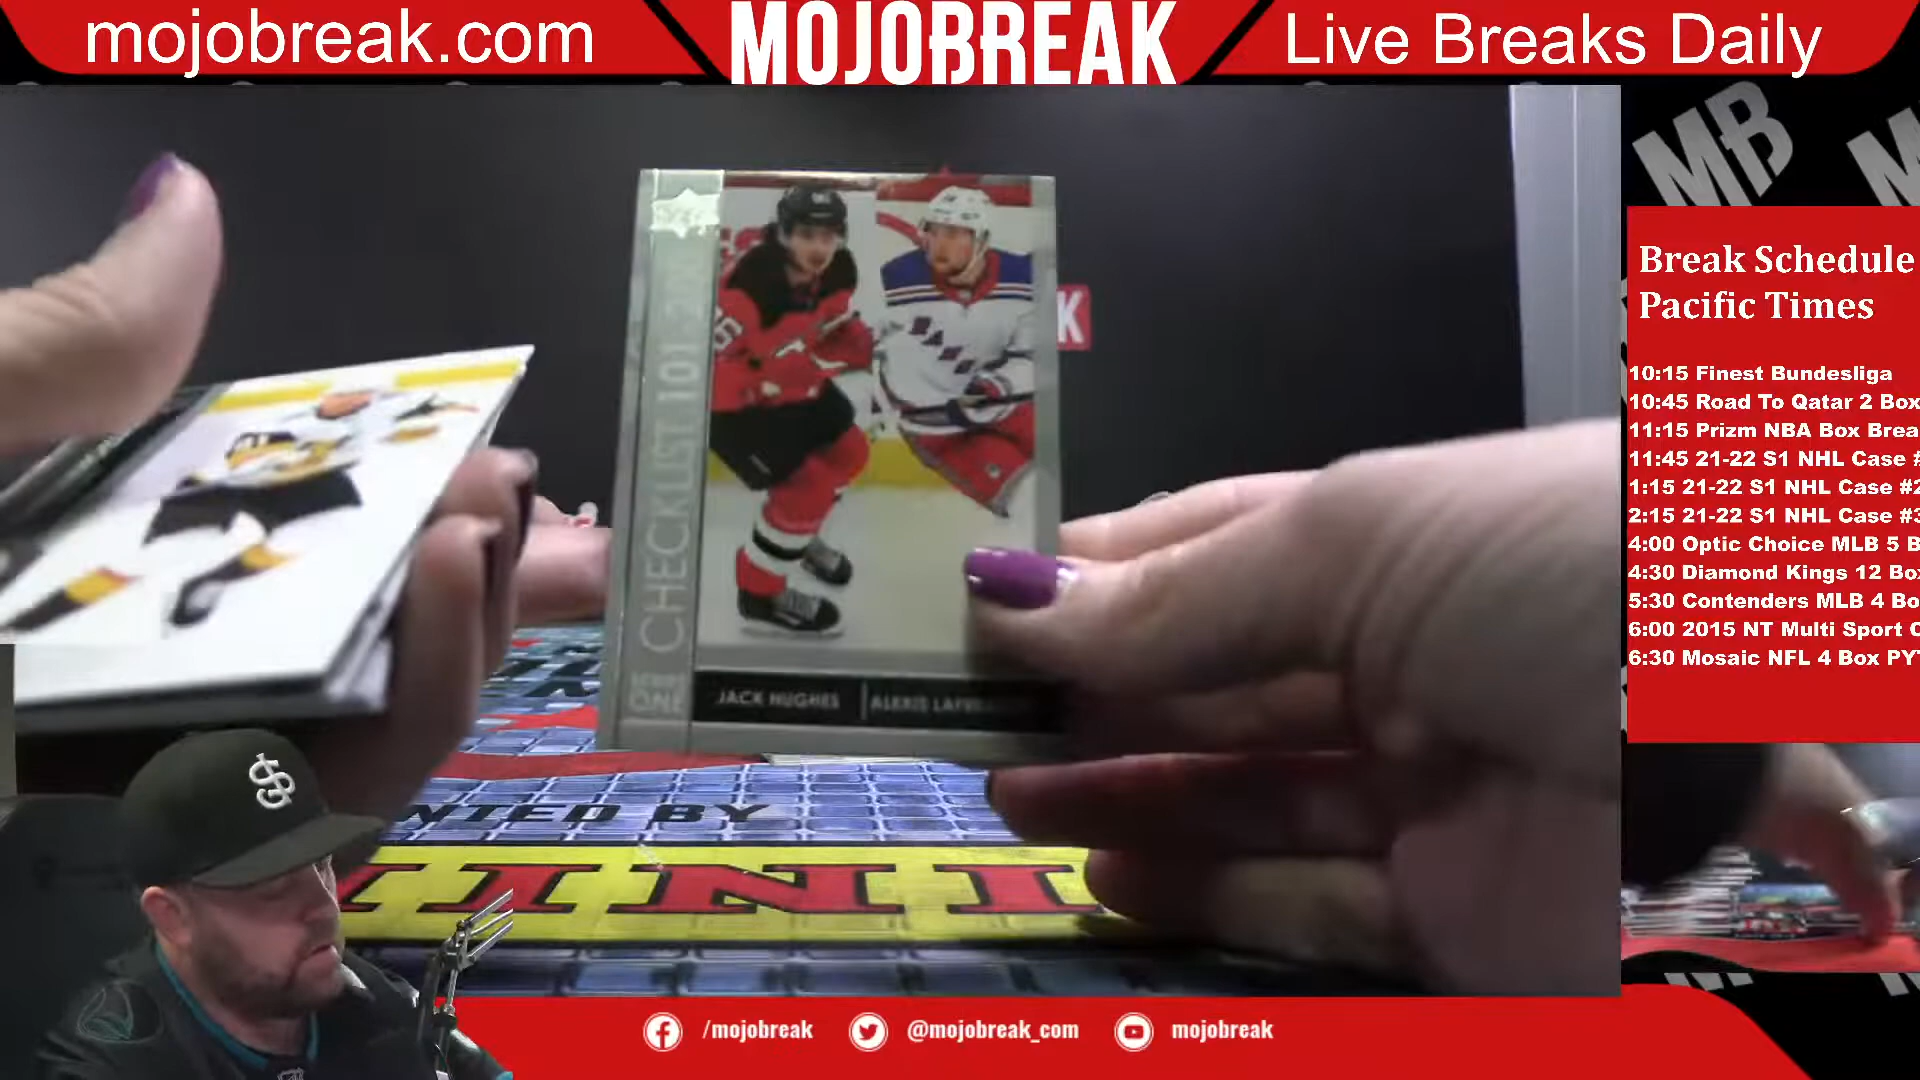 mojobreak.com
MOJOBREAK
Live Breaks Daily
MB
Break Schedule
Pacific Times
10:15 Finest Bundesliga
10:45 Road To Qatar 2 Box
11:15 Prizm NBA Box Brea
11:45 21-22 S1 NHL Case #
1:15 21-22 S1 NHL Case #2
2:15 21-22 S1 NHL Case #3
4:00 Optic Choice MLB 5 B
4:30 Diamond Kings 12 Box
5:30 Contenders MLB 4 Bo
6:00 2015 NT Multi Sport C
6:30 Mosaic NFL 4 Box PY
CHECKLIST 101-200
ONE
JACK HUGHES
ALEXIS
K
NTED BY
INI
/mojobreak
@mojobreak_com
mojobreak